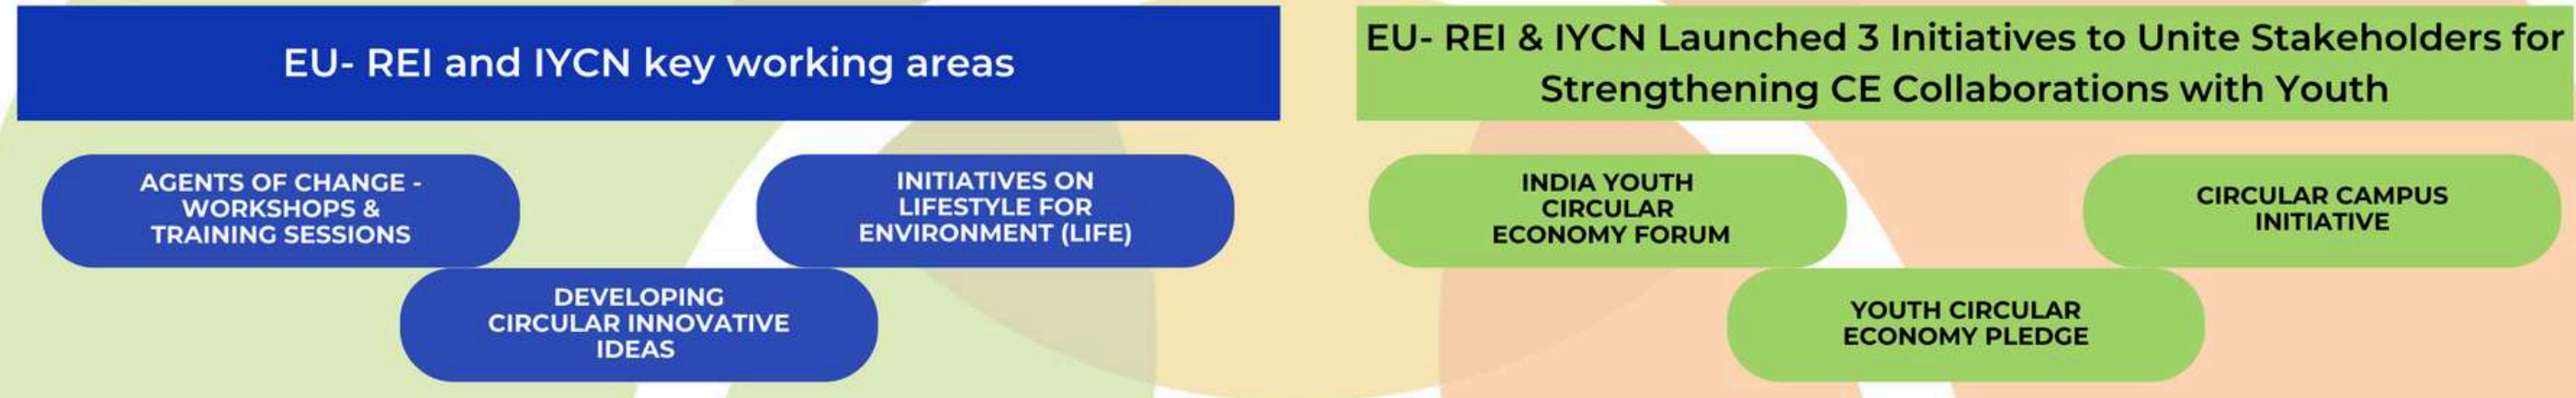 EU- REI and IYCN key working areas
AGENTS OF CHANGE -
WORKSHOPS &
TRAINING SESSIONS
DEVELOPING
CIRCULAR INNOVATIVE
IDEAS
INITIATIVES ON
LIFESTYLE FOR
ENVIRONMENT (LIFE)
EU- REI & IYCN Launched 3 Initiatives to Unite Stakeholders for
Strengthening CE Collaborations with Youth
INDIA YOUTH
CIRCULAR
ECONOMY FORUM
YOUTH CIRCULAR
ECONOMY PLEDGE
CIRCULAR CAMPUS
INITIATIVE